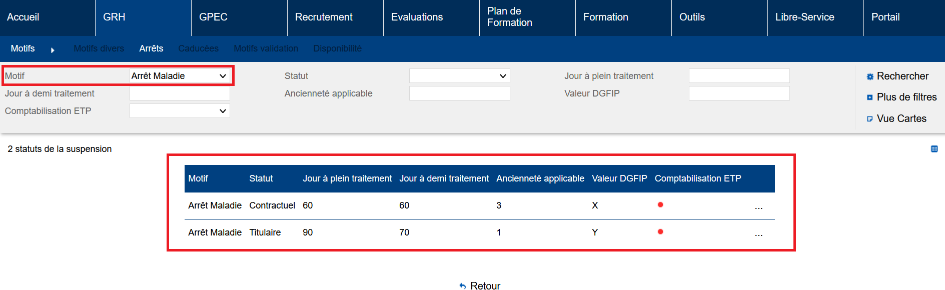 Accueil GRH GPEC Recrutement Evaluations Plan de Formation Formation Outils Libre-Service Portail
Motifs Motifs divers Arrêts Caducées Motifs validation Disponibilité
Motif Arrêt Maladie Statut Jour à plein traitement Rechercher
Jour à demi traitement Ancienneté applicable Valeur DGFIP Plus de filtres
Comptabilisation ETP Vue Cartes
2 statuts de la suspension
Motif Statut Jour à plein traitement Jour à demi traitement Ancienneté applicable Valeur DGFIP Comptabilisation ETP
Arrêt Maladie Contractuel 60 60 3 X ...
Arrêt Maladie Titulaire 90 70 1 Y ...
Retour